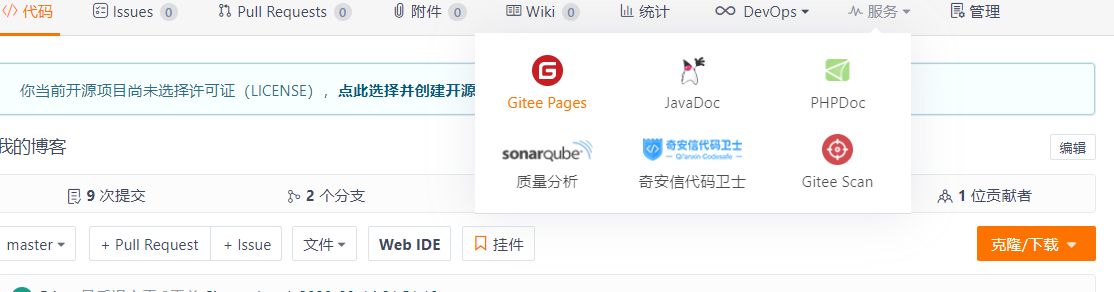 代码 Issues 0 Pull Requests 0 附件 0 Wiki 0 统计 DevOps 服务 管理
你当前开源项目尚未选择许可证（LICENSE），点此选择并创建开源
Gitee Pages JavaDoc PHPDoc
sonarqube 奇安信代码卫士 Qi'anxin Codesafe
质量分析 奇安信代码卫士 Gitee Scan
我的博客 编辑
9 次提交 2 个分支 1 位贡献者
master + Pull Request + Issue 文件 Web IDE 挂件 克隆/下载